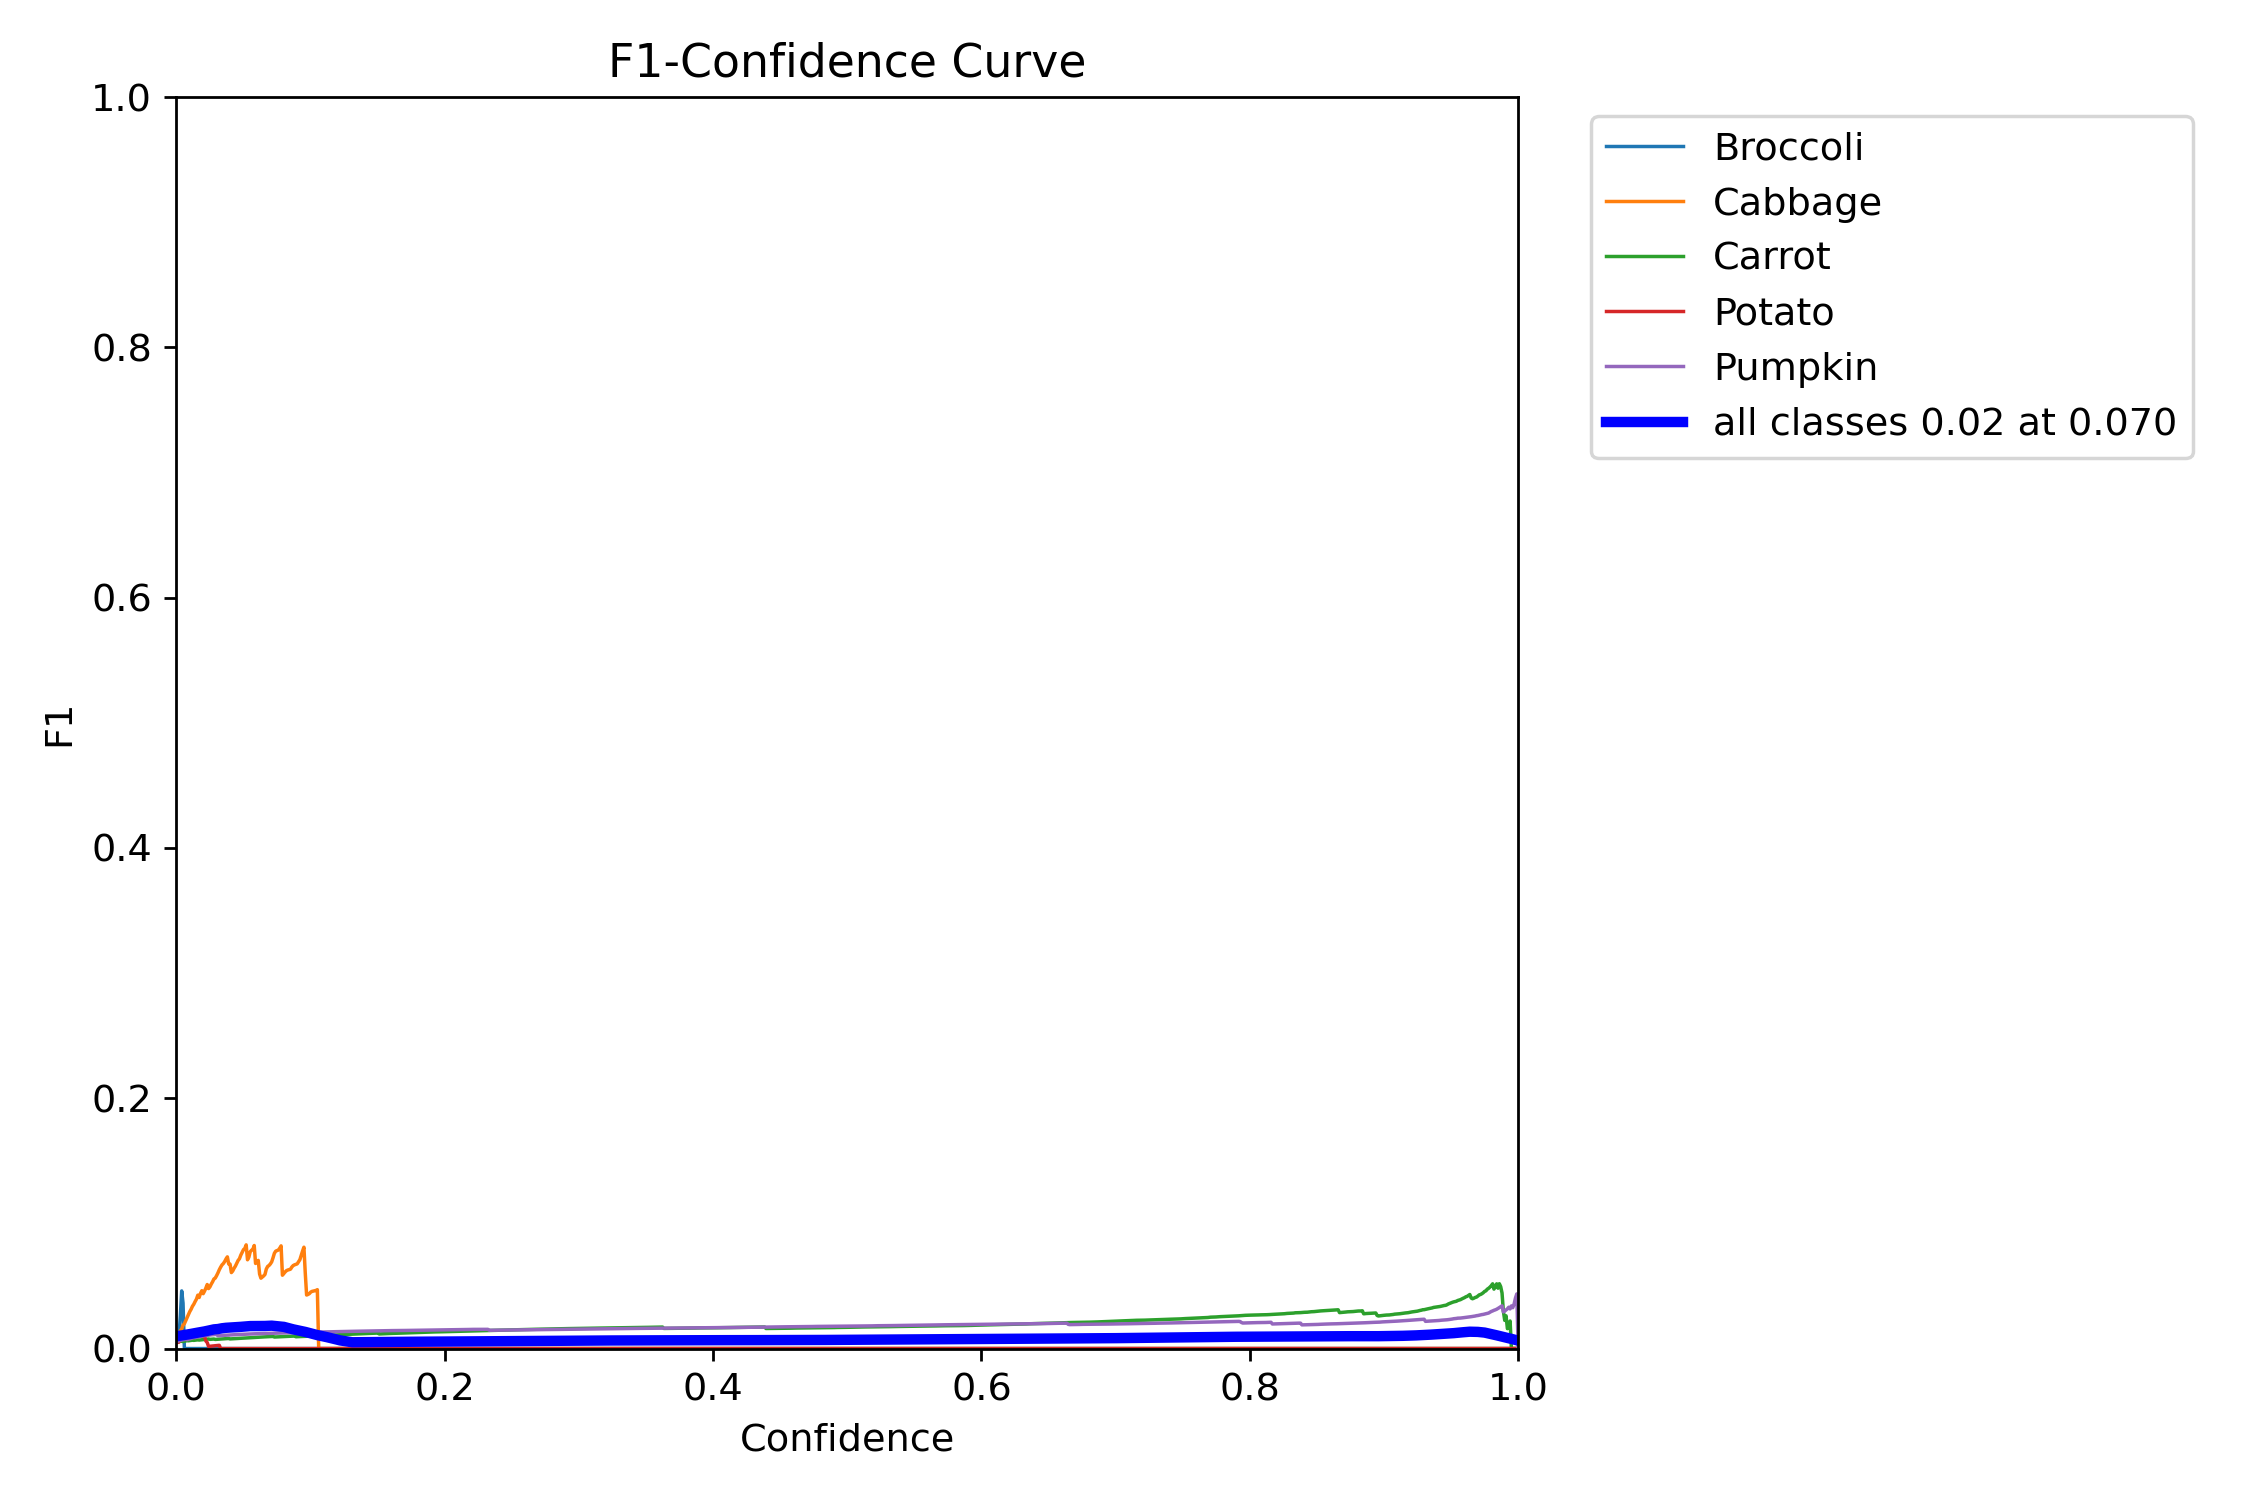 F1-Confidence Curve
1.0
0.8
0.6
0.4
0.2
0.0
F1
0.0 0.2 0.4 0.6 0.8 1.0
Confidence
Broccoli
Cabbage
Carrot
Potato
Pumpkin
all classes 0.02 at 0.070